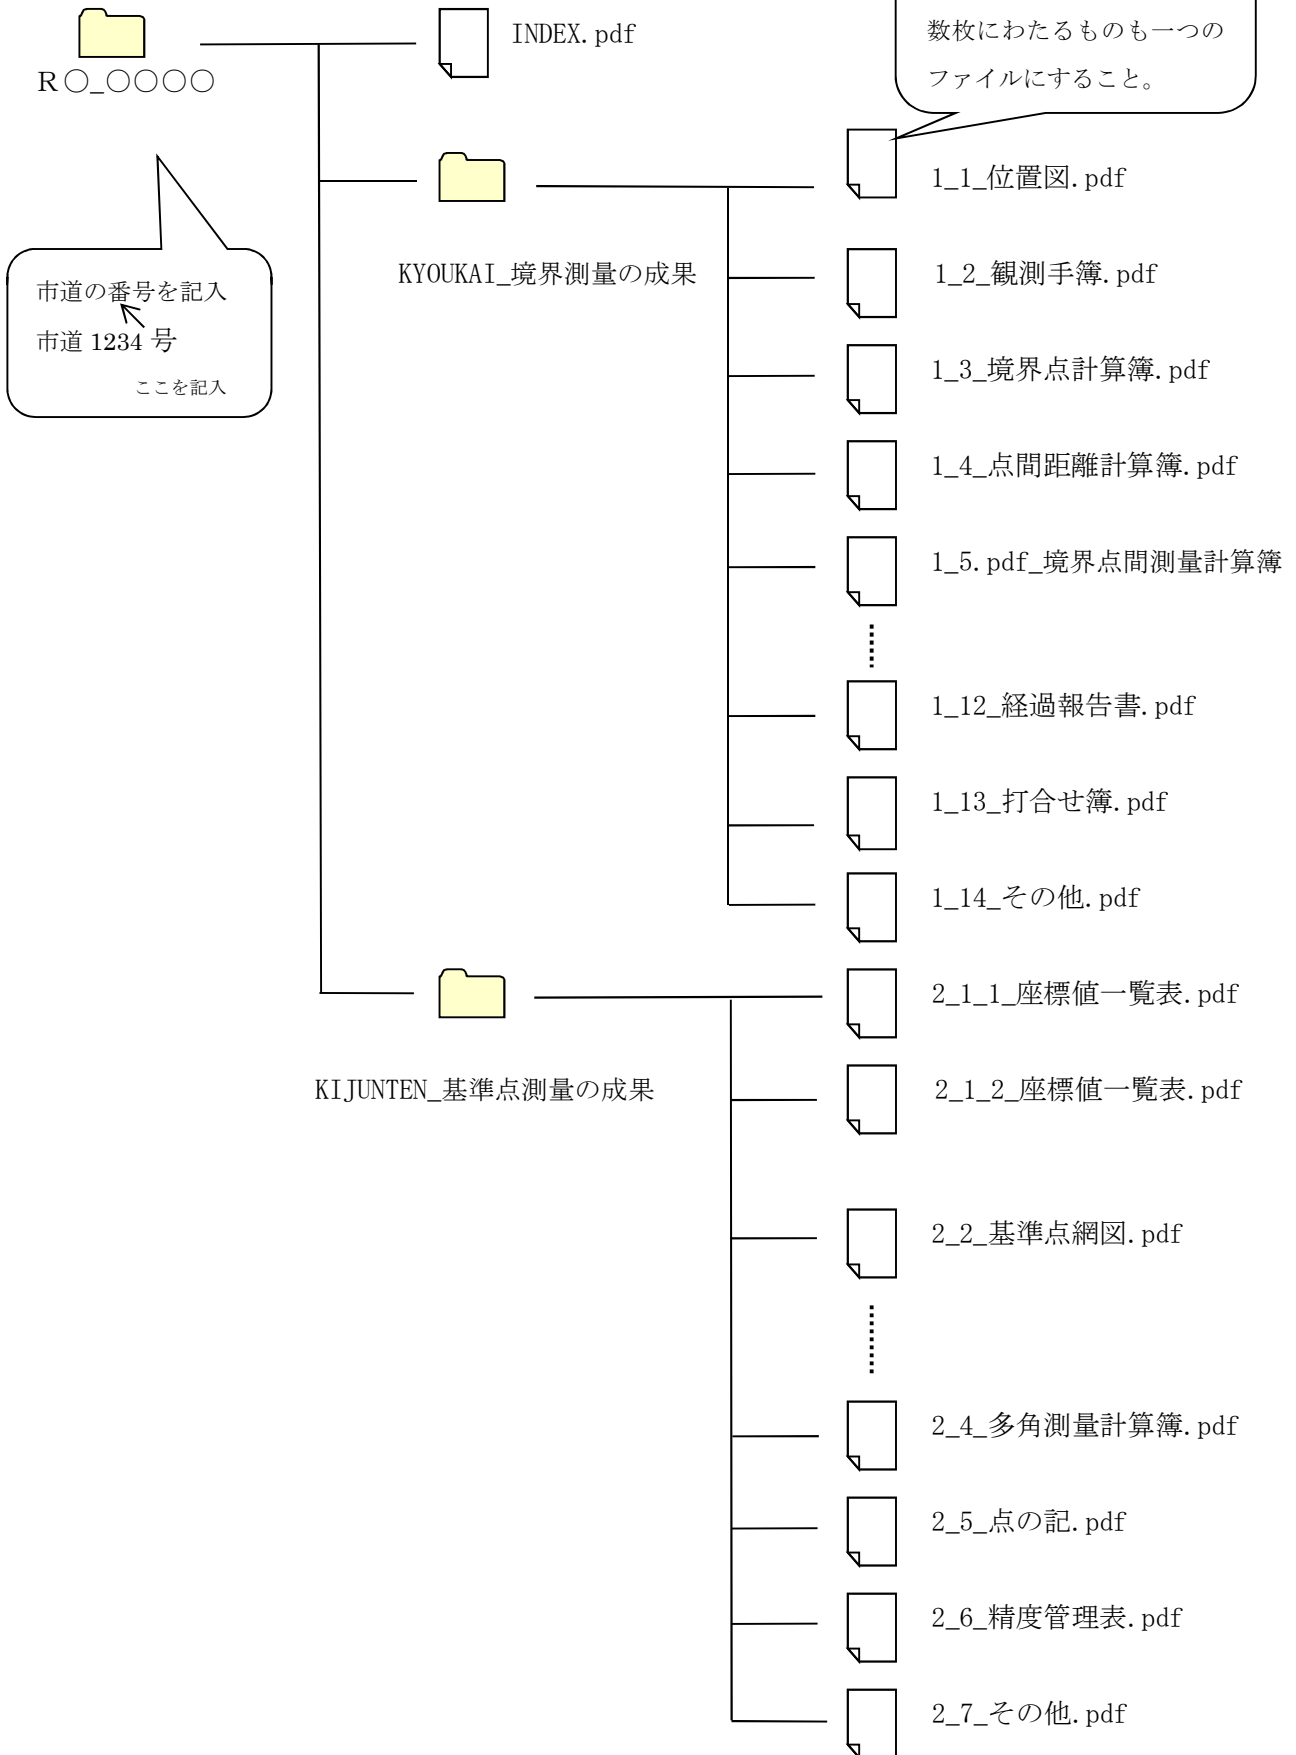 INDEX.pdf
数枚にわたるものも一つの
ファイルにすること。
R○_○○○○
1_1_位置図.pdf
市道の番号を記入
市道 1234 号
ここを記入
KYOUKAI_境界測量の成果
1_2_観測手簿.pdf
1_3_境界点計算簿.pdf
1_4_点間距離計算簿.pdf
1_5.pdf_境界点間測量計算簿
1_12_経過報告書.pdf
1_13_打合せ簿.pdf
1_14_その他.pdf
2_1_1_座標値一覧表.pdf
KIJUNTEN_基準点測量の成果
2_1_2_座標値一覧表.pdf
2_2_基準点網図.pdf
2_4_多角測量計算簿.pdf
2_5_点の記.pdf
2_6_精度管理表.pdf
2_7_その他.pdf